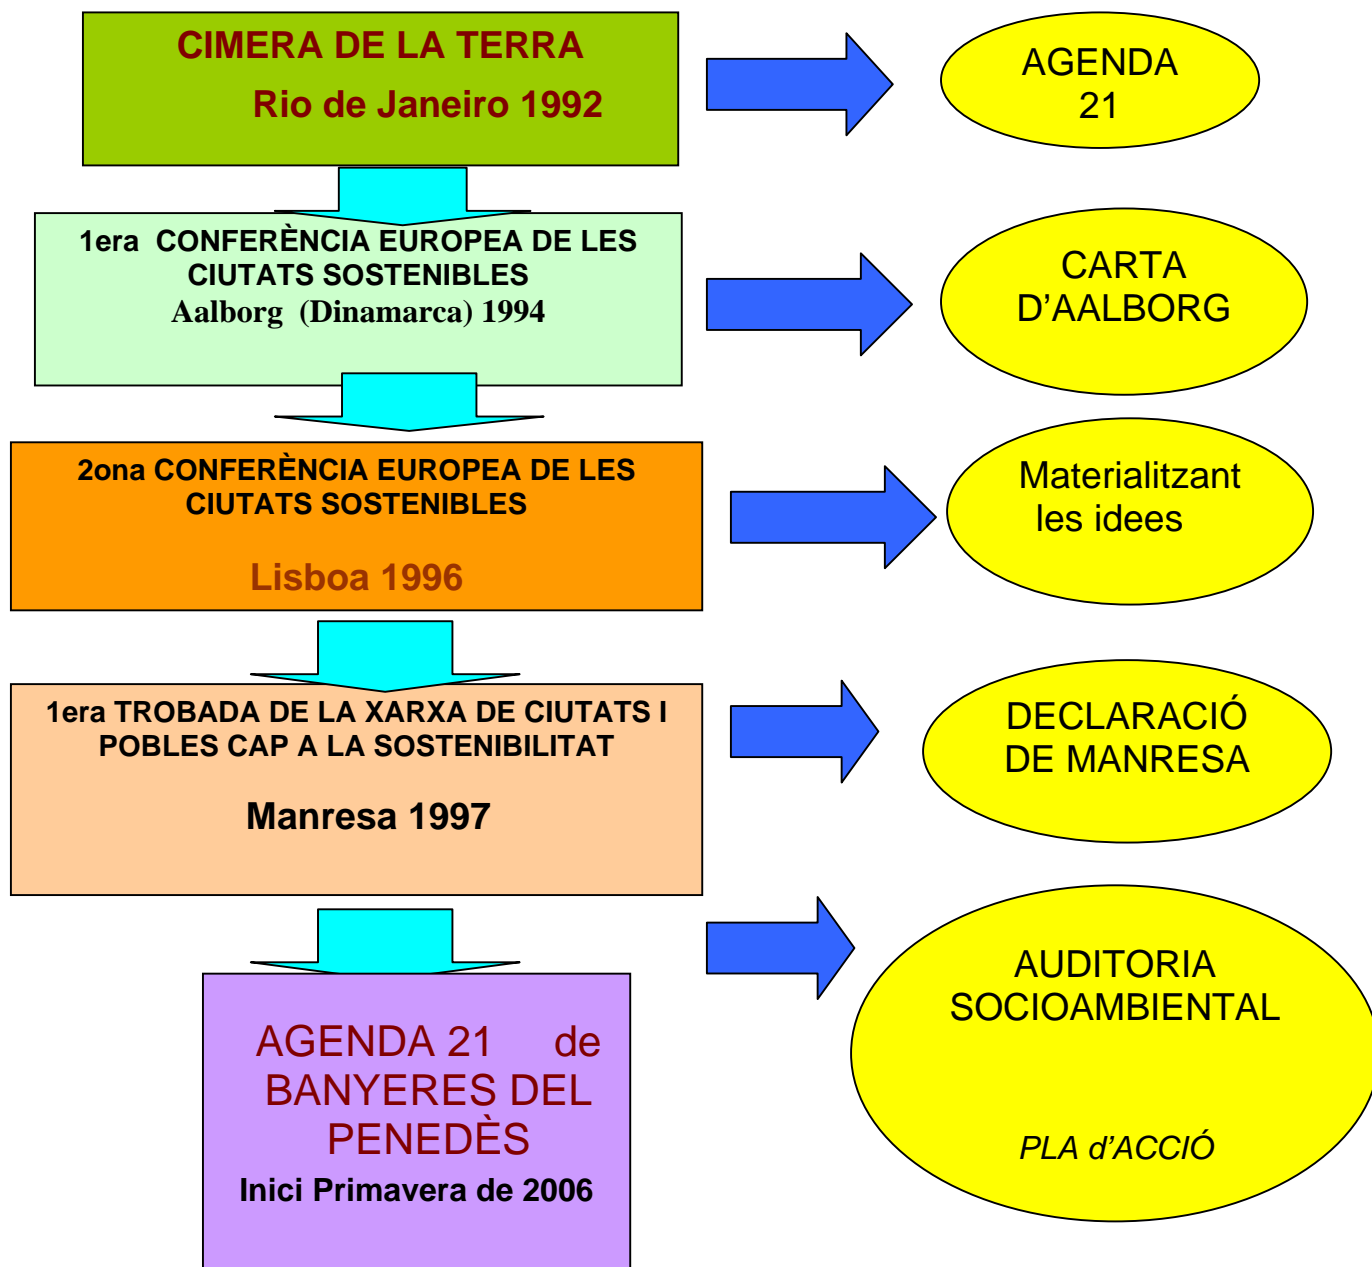 CIMERA DE LA TERRA
Rio de Janeiro 1992
AGENDA
21
1era CONFERÈNCIA EUROPEA DE LES
CIUTATS SOSTENIBLES
Aalborg (Dinamarca) 1994
CARTA
D’AALBORG
2ona CONFERÈNCIA EUROPEA DE LES
CIUTATS SOSTENIBLES
Lisboa 1996
Materialitzant
les idees
1era TROBADA DE LA XARXA DE CIUTATS I
POBLES CAP A LA SOSTENIBILITAT
Manresa 1997
DECLARACIÓ
DE MANRESA
AGENDA 21 de
BANYERES DEL
PENEDÈS
Inici Primavera de 2006
AUDITORIA
SOCIOAMBIENTAL
PLA d’ACCIÓ